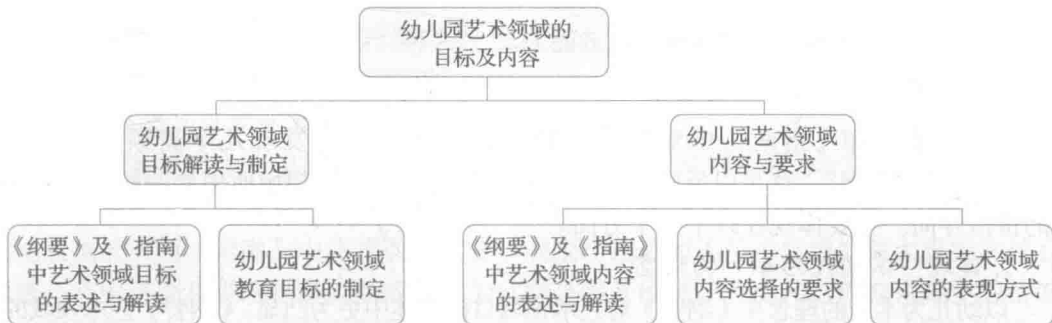 幼儿园艺术领域的
目标及内容
幼儿园艺术领域
目标解读与制定
幼儿园艺术领域
内容与要求
《纲要》及《指南》
中艺术领域目标
的表述与解读
幼儿园艺术领域
教育目标的制定
《纲要》及《指南》
中艺术领域内容
的表述与解读
幼儿园艺术领域
内容选择的要求
幼儿园艺术领域
内容的表现方式